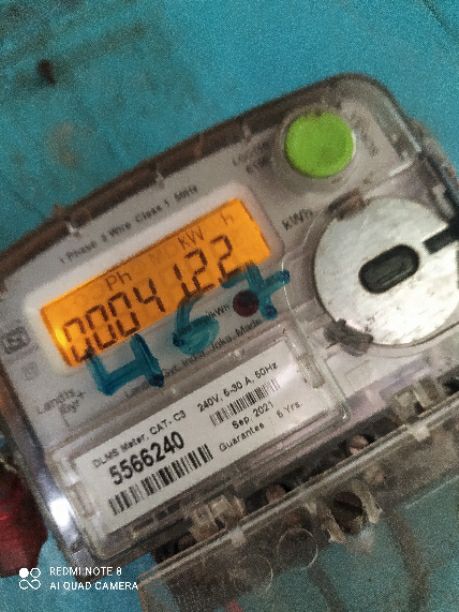 1 Phase 2 Wire Class 1 50Hz
KWh
Ph KW h
0004122
467
Landis
Gyr+
DLMS Meter, CAT. C3 240V, 5-30 A, 50Hz
5566240
Sep, 2021
Guarantee : 5 Yrs
REDMI NOTE 8
AI QUAD CAMERA